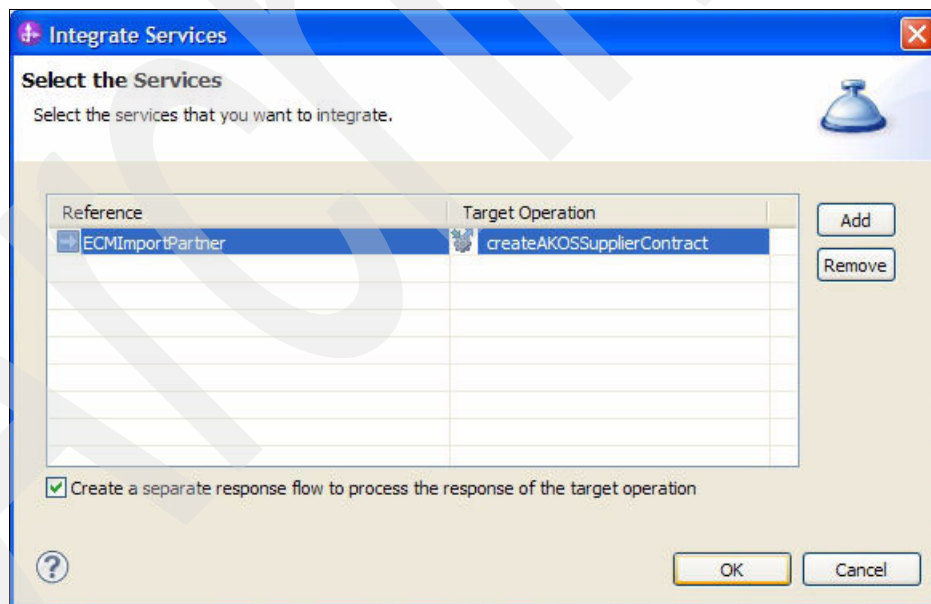 Integrate Services
Select the Services
Select the services that you want to integrate.
Reference Target Operation
ECMImportPartner createAKOSSupplierContract
Add
Remove
Create a separate response flow to process the response of the target operation
?
OK Cancel